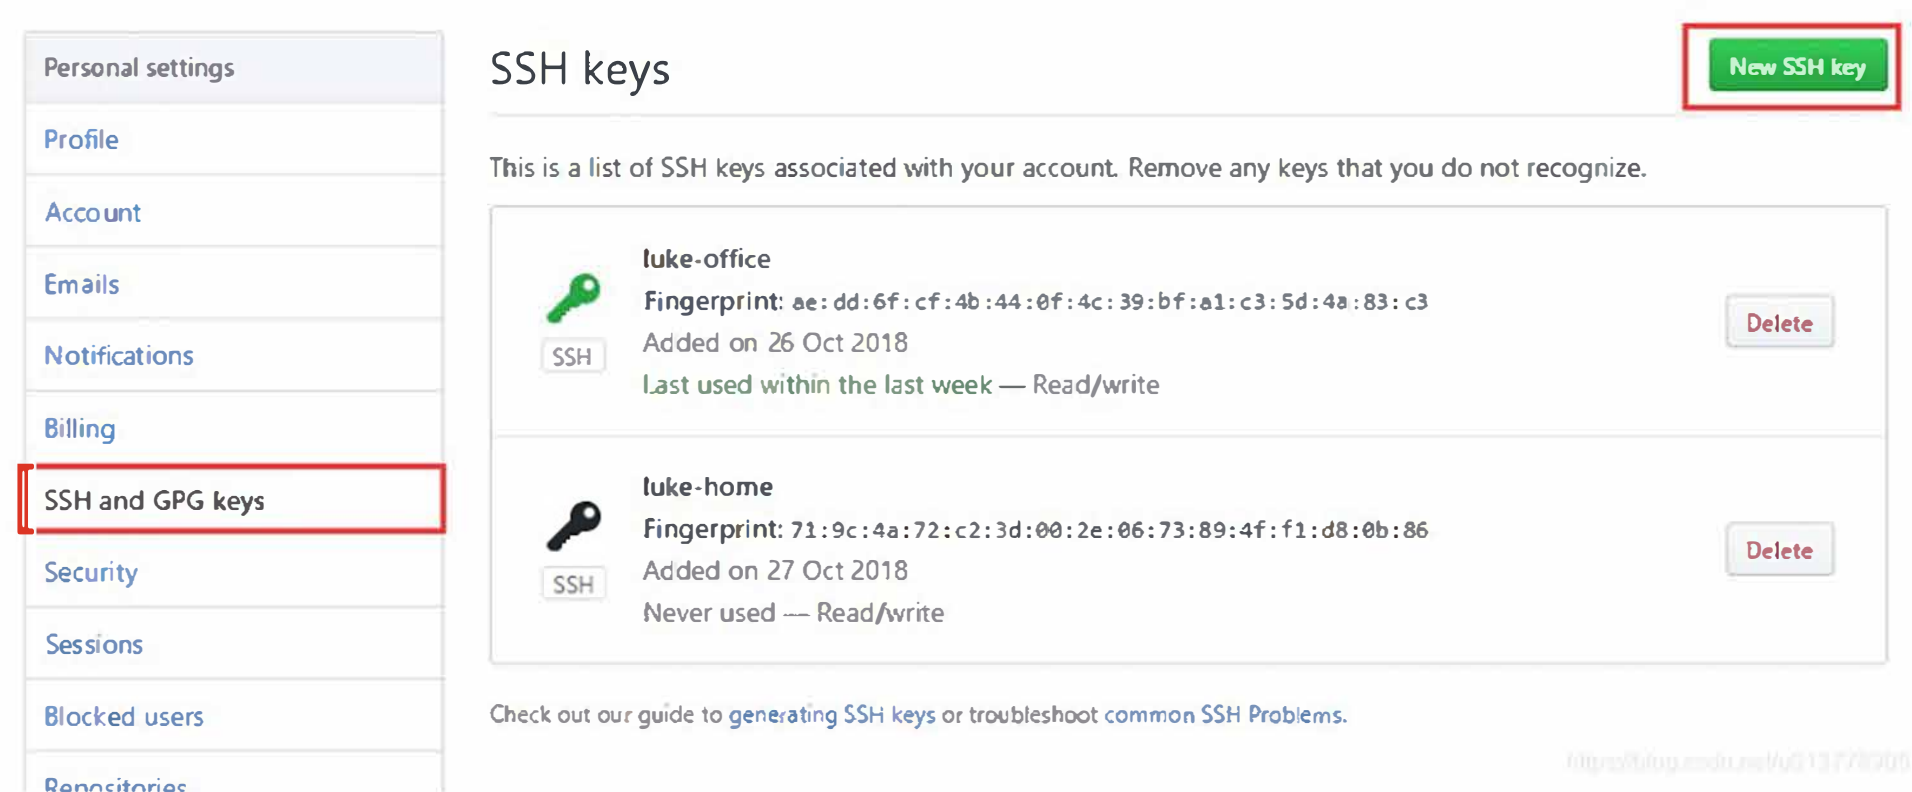 Personal settings
Profile
Account
Emails
Notifications
Billing
SSH and GPG keys
Security
Sessions
Blocked users
Repositories
SSH keys
New SSH key
This is a list of SSH keys associated with your account. Remove any keys that you do not recognize.
luke-office
Fingerprint: ae:dd:6f:cf:4b:44:0f:4c:39:bf:a1:c3:5d:4a:83:c3
SSH
Added on 26 Oct 2018
Last used within the last week — Read/write
Delete
luke-home
Fingerprint: 71:9c:4a:72:c2:3d:00:2e:06:73:89:4f:f1:d8:0b:86
SSH
Added on 27 Oct 2018
Never used — Read/write
Delete
Check out our guide to generating SSH keys or troubleshoot common SSH Problems.